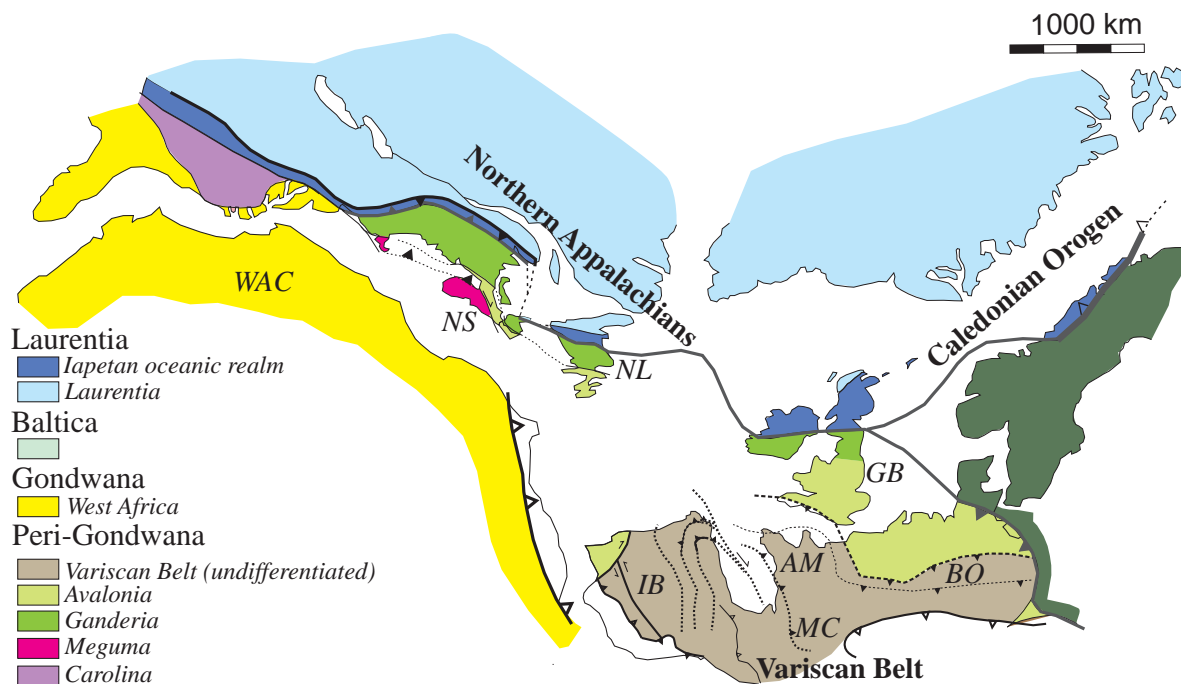 1000 km
Northern Appalachians
Caledonian Orogen
WAC
NS
NL
GB
AM
BO
IB
MC
Variscan Belt
Laurentia
Iapetan oceanic realm
Laurentia
Baltica
Gondwana
West Africa
Peri-Gondwana
Variscan Belt (undifferentiated)
Avalonia
Ganderia
Meguma
Carolina